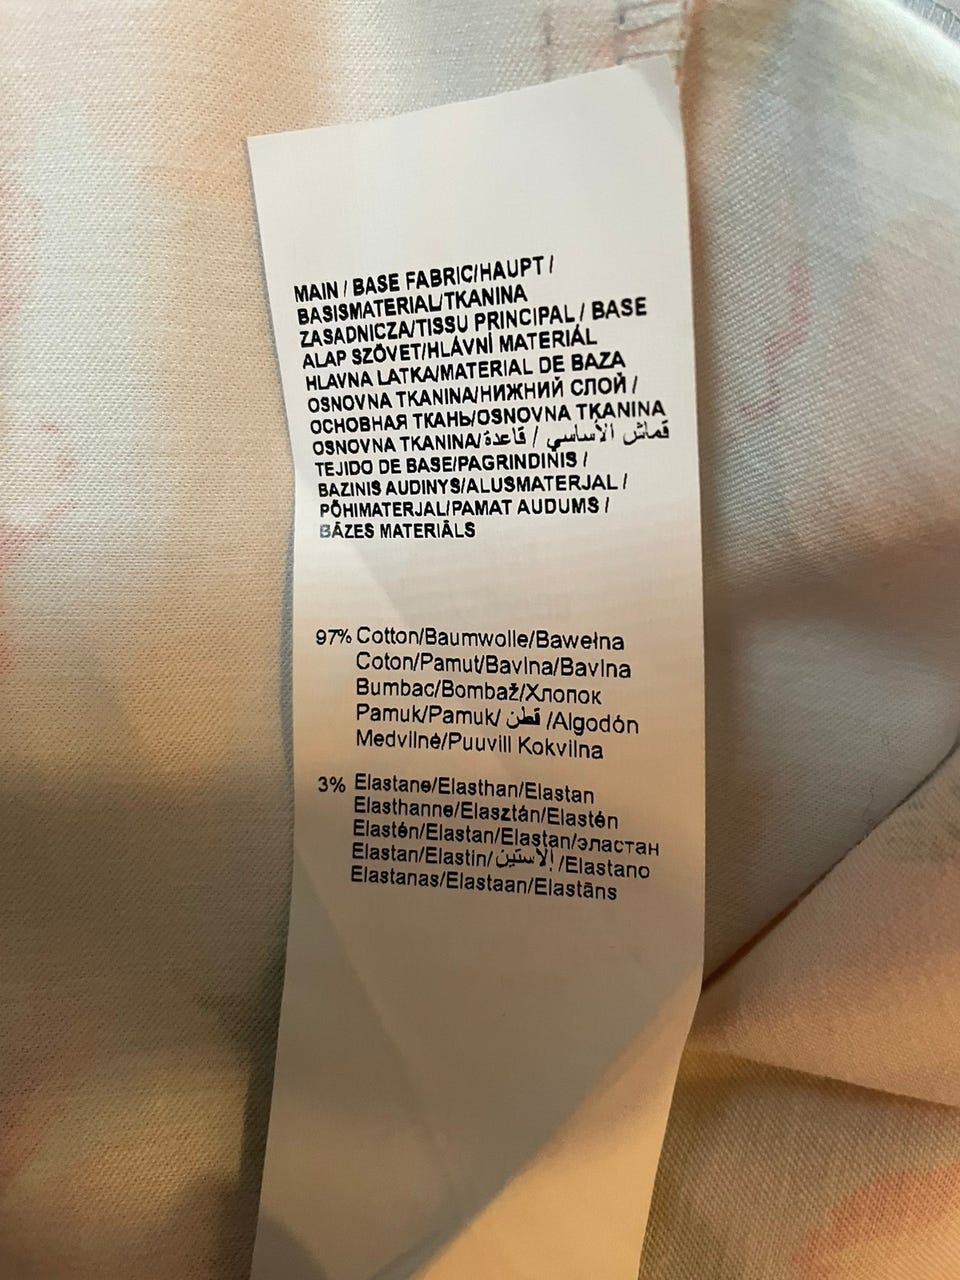 MAIN / BASE FABRIC/HAUPT /
BASISMATERIAL/TKANINA
ZASADNICZA/TISSU PRINCIPAL / BASE
ALAP SZÖVET/HLÁVNÍ MATERIÁL
HLAVNA LATKA/MATERIAL DE BAZA
OSNOVNA TKANINA/НИЖНИЙ СЛОЙ /
ОСНОВНАЯ ТКАНЬ/OSNOVNA TKANINA
OSNOVNA TKANINA/قماش الأساسي / قاعدة
TEJIDO DE BASE/PAGRINDINIS /
BAZINIS AUDINYS/ALUSMATERJAL /
PÕHIMATERJAL/PAMAT AUDUMS /
BĀZES MATERIĀLS
97% Cotton/Baumwolle/Bawełna
Coton/Pamut/Bavlna/Bavlna
Bumbac/Bombaž/Хлопок
Pamuk/Pamuk/ قطن /Algodón
Medvilnė/Puuvill Kokvilna
3% Elastane/Elasthan/Elastan
Elasthanne/Elasztán/Elastén
Elastén/Elastan/Elastan/эластан
Elastan/Elastin/ إلاستين /Elastano
Elastanas/Elastaan/Elastāns